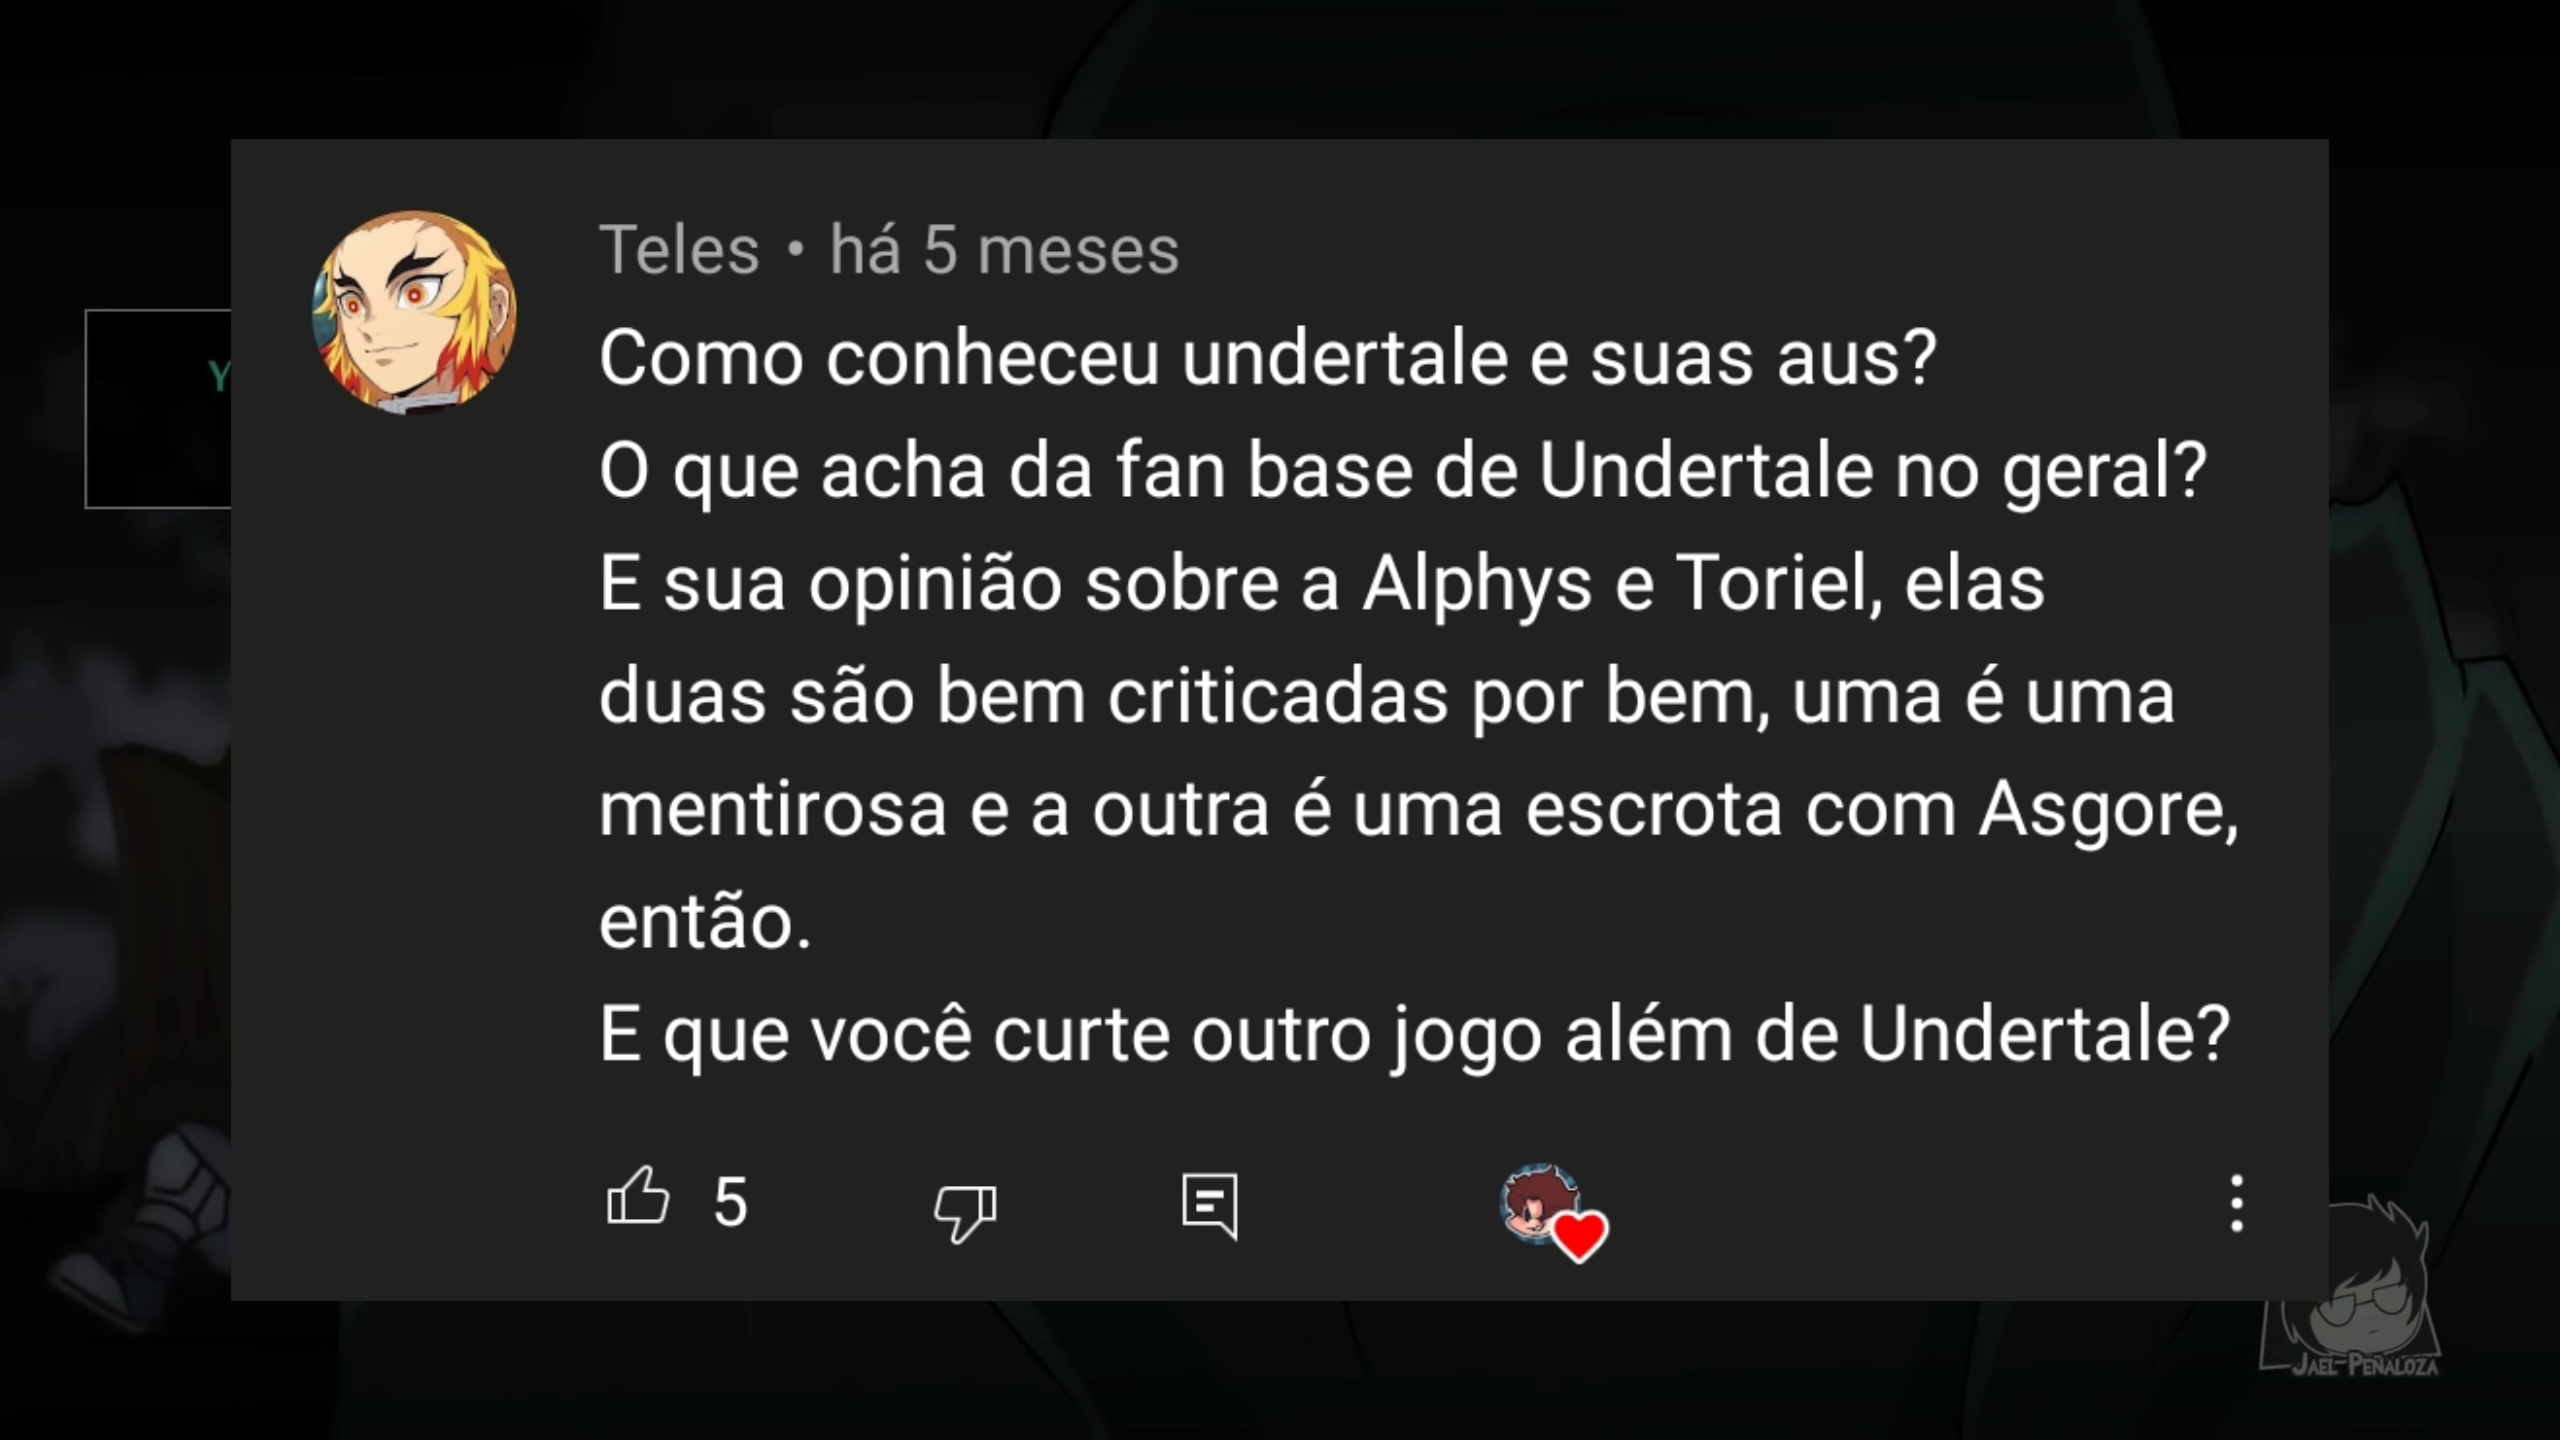 Teles • há 5 meses
Como conheceu undertale e suas aus?
O que acha da fan base de Undertale no geral?
E sua opinião sobre a Alphys e Toriel, elas
duas são bem criticadas por bem, uma é uma
mentirosa e a outra é uma escrota com Asgore,
então.
E que você curte outro jogo além de Undertale?
5
Y
JAEL-PEÑALOZA